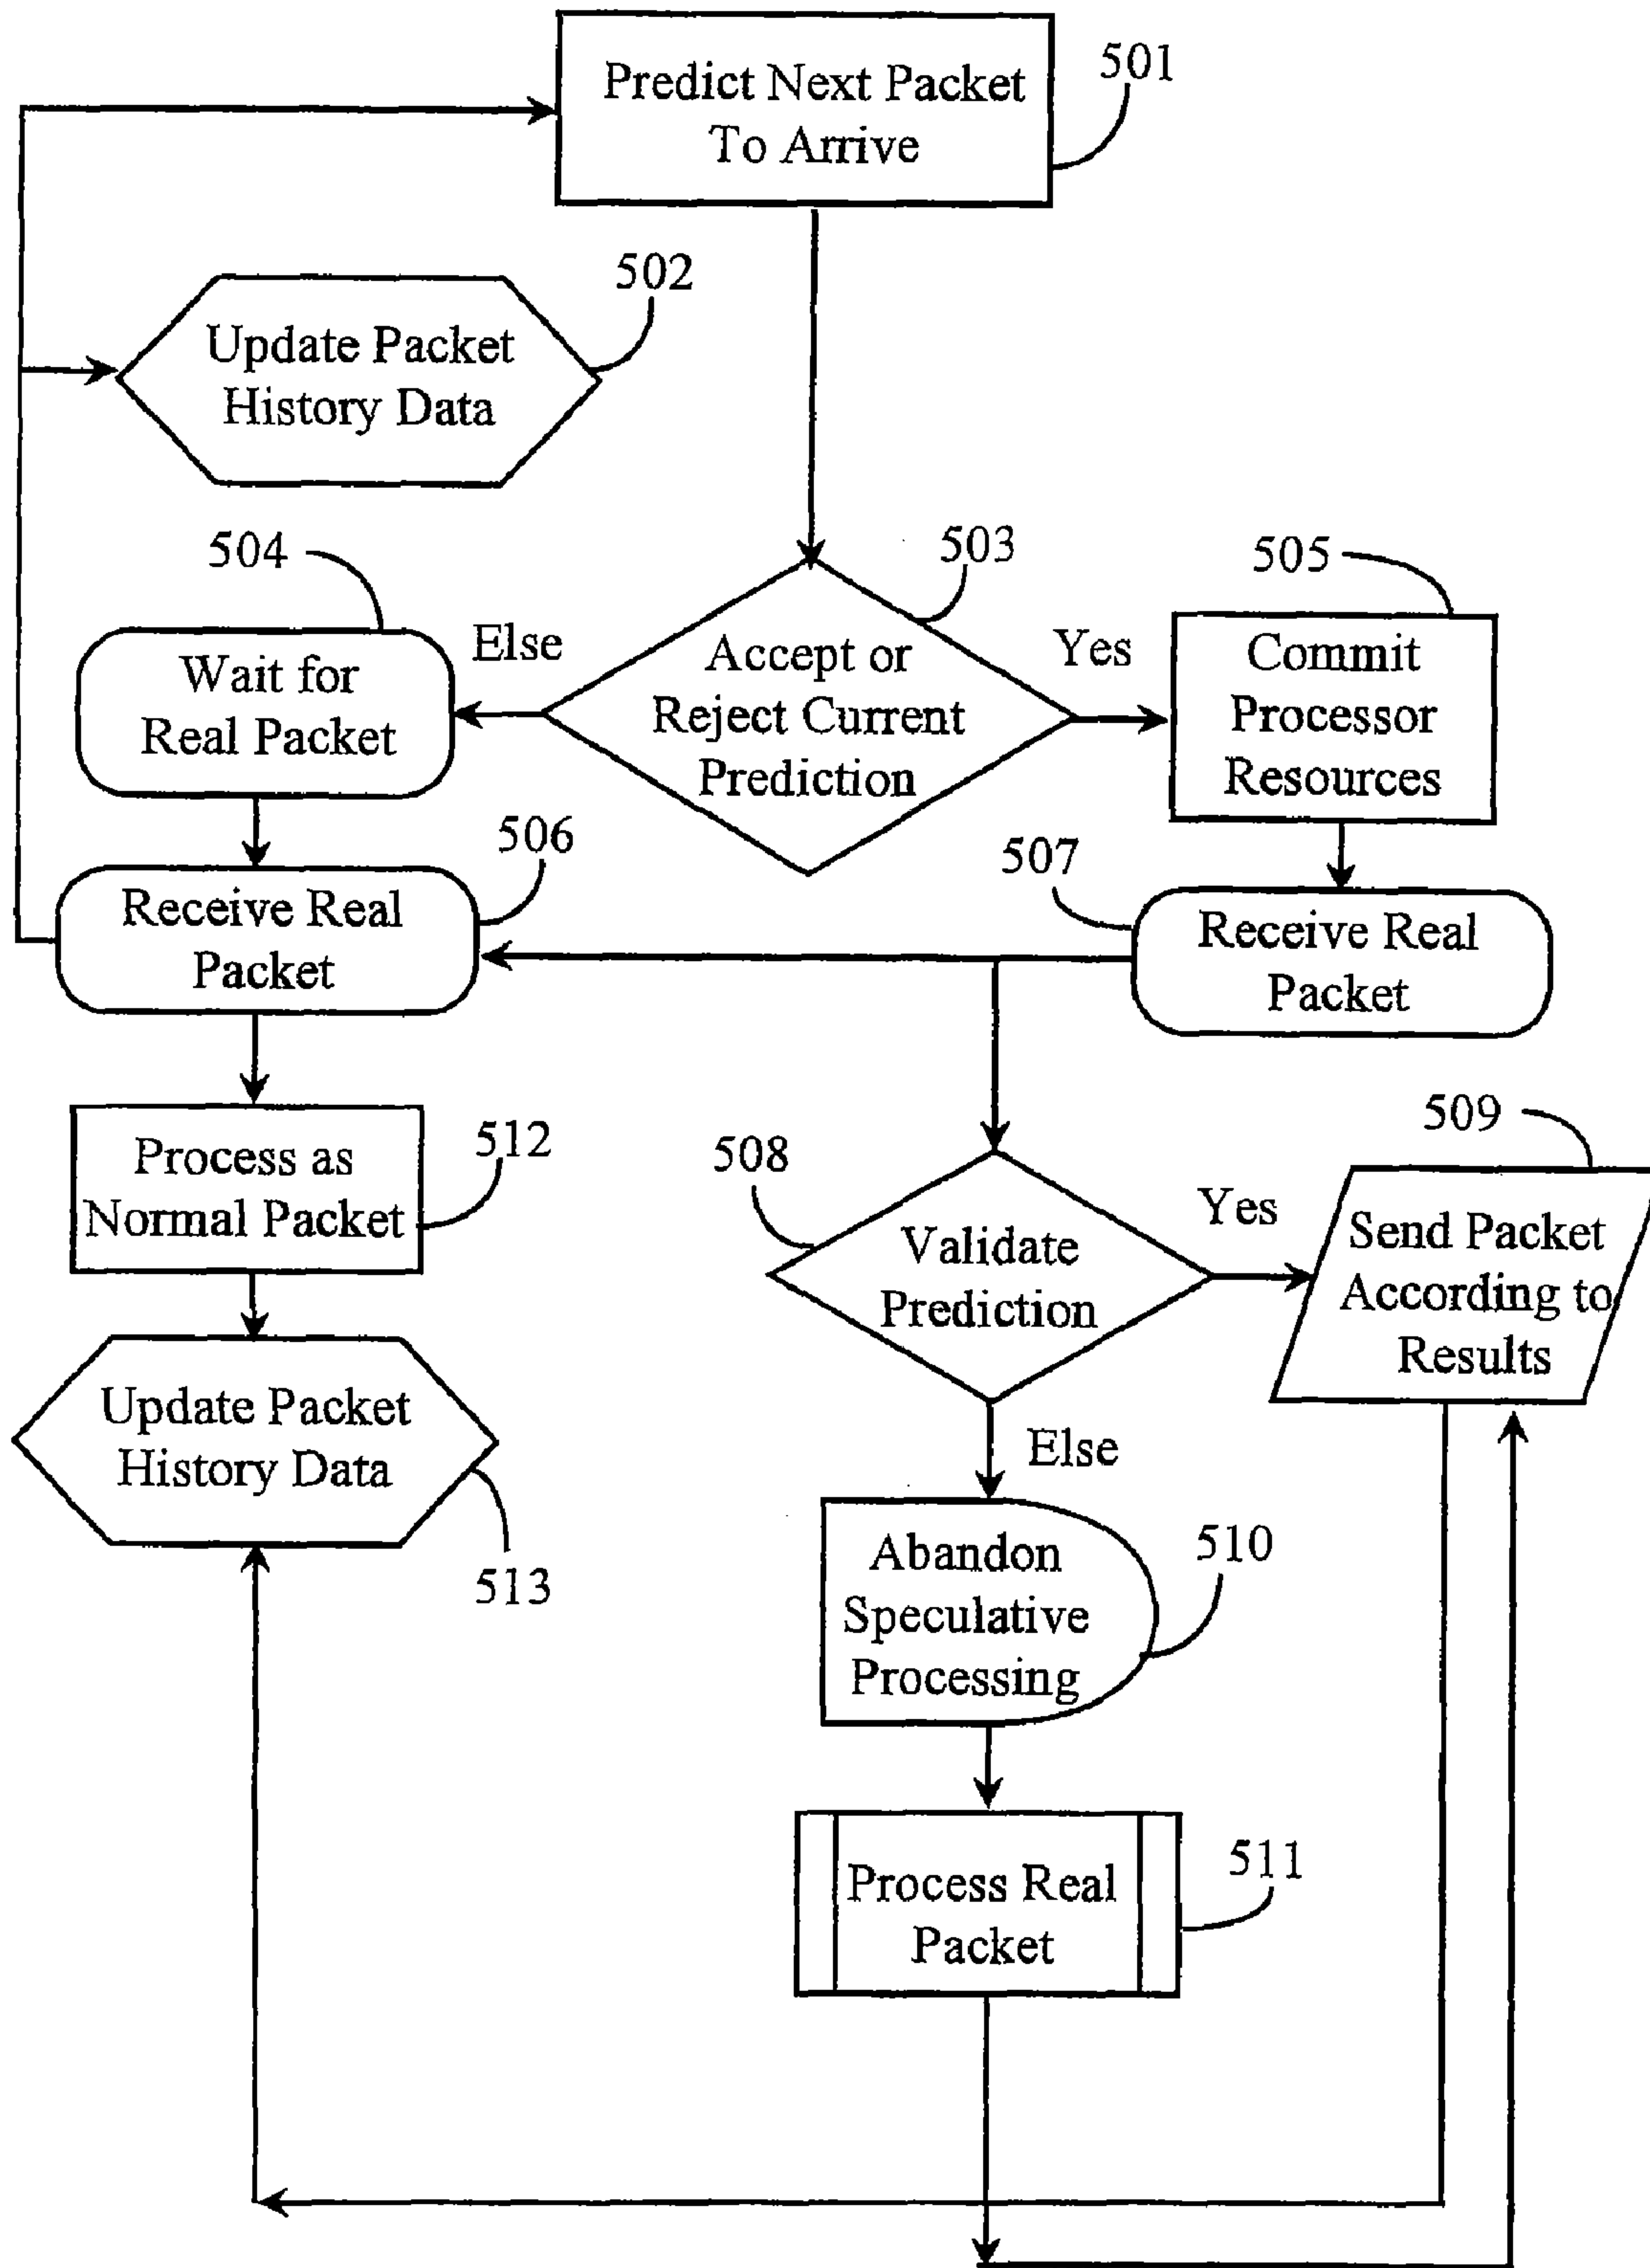 Predict Next Packet
To Arrive
501
502
Update Packet
History Data
504
503
505
Else
Yes
Wait for
Real Packet
Accept or
Reject Current
Prediction
Commit
Processor
Resources
506
507
Receive Real
Packet
Receive Real
Packet
512
Process as
Normal Packet
508
509
Yes
Validate
Prediction
Send Packet
According to
Results
Update Packet
History Data
513
Else
Abandon
Speculative
Processing
510
Process Real
Packet
511